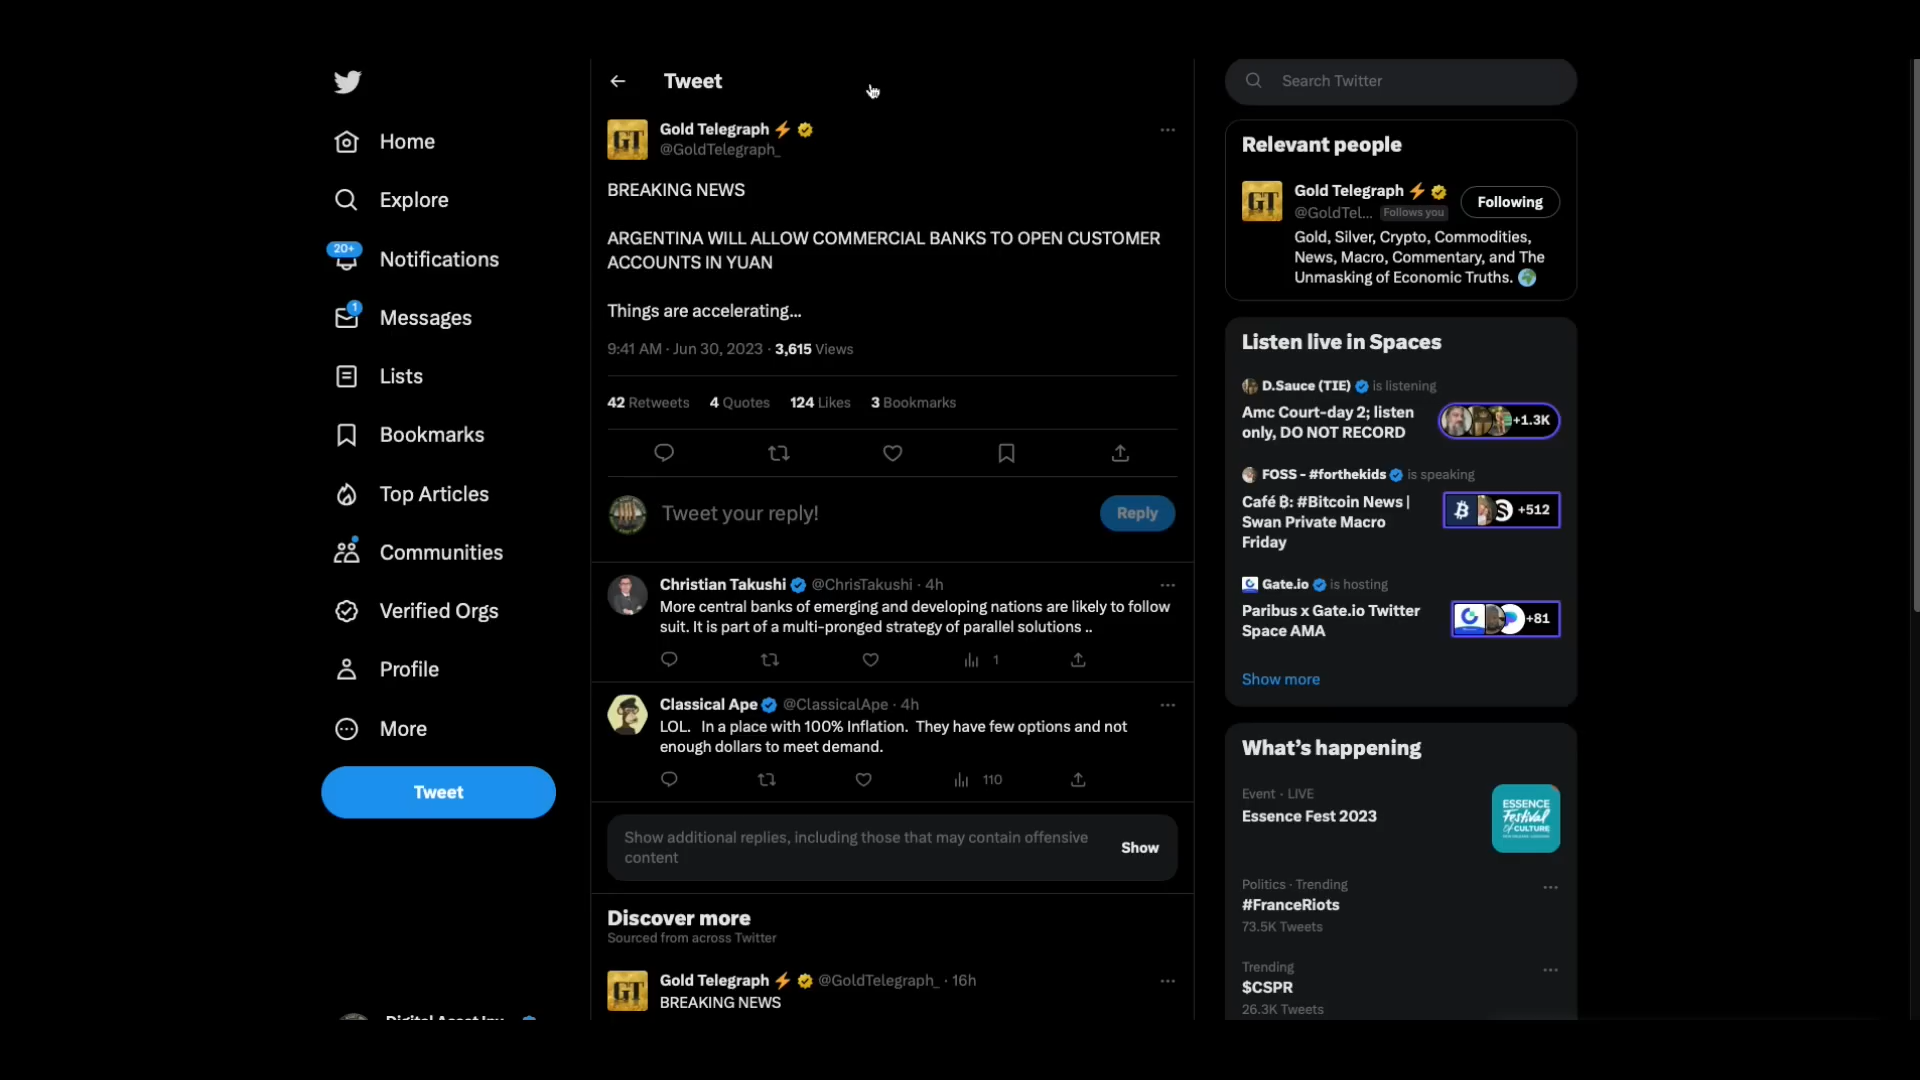 Home
Explore
20+
Notifications
1
Messages
Lists
Bookmarks
Top Articles
Communities
Verified Orgs
Profile
More
Tweet
Tweet
GT
Gold Telegraph
@GoldTelegraph_
BREAKING NEWS
ARGENTINA WILL ALLOW COMMERCIAL BANKS TO OPEN CUSTOMER
ACCOUNTS IN YUAN
Things are accelerating...
9:41 AM · Jun 30, 2023 · 3,615 Views
42 Retweets 4 Quotes 124 Likes 3 Bookmarks
Tweet your reply!
Reply
Christian Takushi @ChrisTakushi · 4h
More central banks of emerging and developing nations are likely to follow
suit. It is part of a multi-pronged strategy of parallel solutions ..
1
Classical Ape @ClassicalApe · 4h
LOL. In a place with 100% Inflation. They have few options and not
enough dollars to meet demand.
110
Show additional replies, including those that may contain offensive
content
Show
Discover more
Sourced from across Twitter
GT
Gold Telegraph @GoldTelegraph_ · 16h
BREAKING NEWS
Search Twitter
Relevant people
GT
Gold Telegraph
@GoldTel... Follows you
Following
Gold, Silver, Crypto, Commodities,
News, Macro, Commentary, and The
Unmasking of Economic Truths.
Listen live in Spaces
D.Sauce (TIE) is listening
Amc Court-day 2; listen
only, DO NOT RECORD
+1.3K
FOSS - #forthekids is speaking
Café ₿: #Bitcoin News |
Swan Private Macro
Friday
+512
Gate.io is hosting
Paribus x Gate.io Twitter
Space AMA
+81
Show more
What's happening
Event · LIVE
Essence Fest 2023
ESSENCE
Festival
OF CULTURE
Politics · Trending
#FranceRiots
73.5K Tweets
Trending
$CSPR
26.3K Tweets